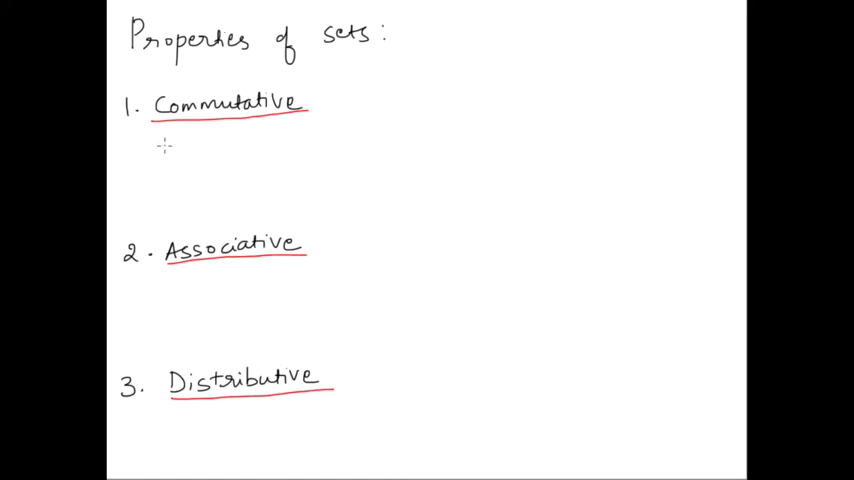 Properties of sets:
1. Commutative
2. Associative
3. Distributive